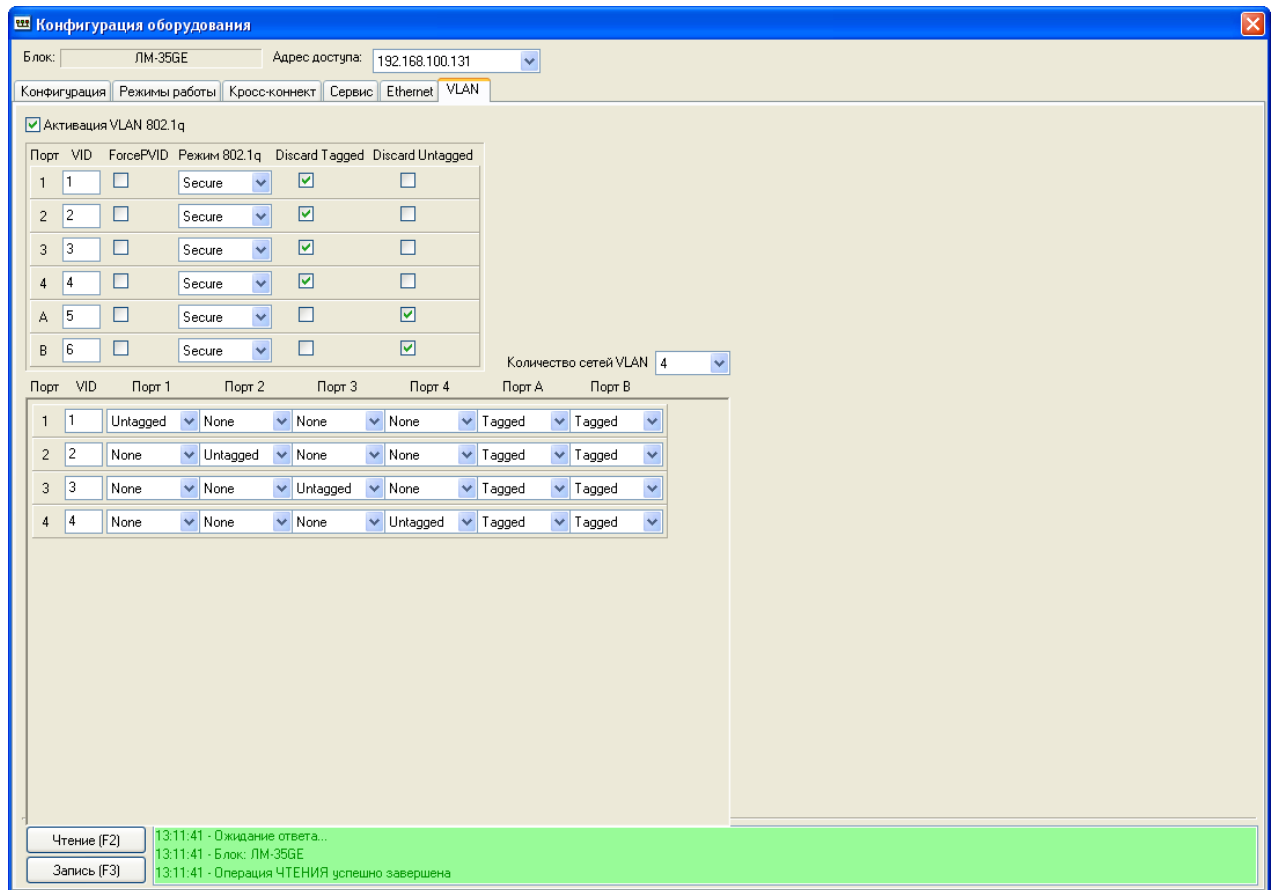 Конфигурация оборудования
Блок: ЛМ-35GE Адрес доступа: 192.168.100.131
Конфигурация Режимы работы Кросс-коннект Сервис Ethernet VLAN
Активация VLAN 802.1q
Порт VID ForcePVID Режим 802.1q Discard Tagged Discard Untagged
1 1 Secure
2 2 Secure
3 3 Secure
4 4 Secure
A 5 Secure
B 6 Secure
Количество сетей VLAN 4
Порт VID Порт 1 Порт 2 Порт 3 Порт 4 Порт A Порт B
1 1 Untagged None None None Tagged Tagged
2 2 None Untagged None None Tagged Tagged
3 3 None None Untagged None Tagged Tagged
4 4 None None None Untagged Tagged Tagged
Чтение (F2)
Запись (F3)
13:11:41 - Ожидание ответа...
13:11:41 - Блок: ЛМ-35GE
13:11:41 - Операция ЧТЕНИЯ успешно завершена